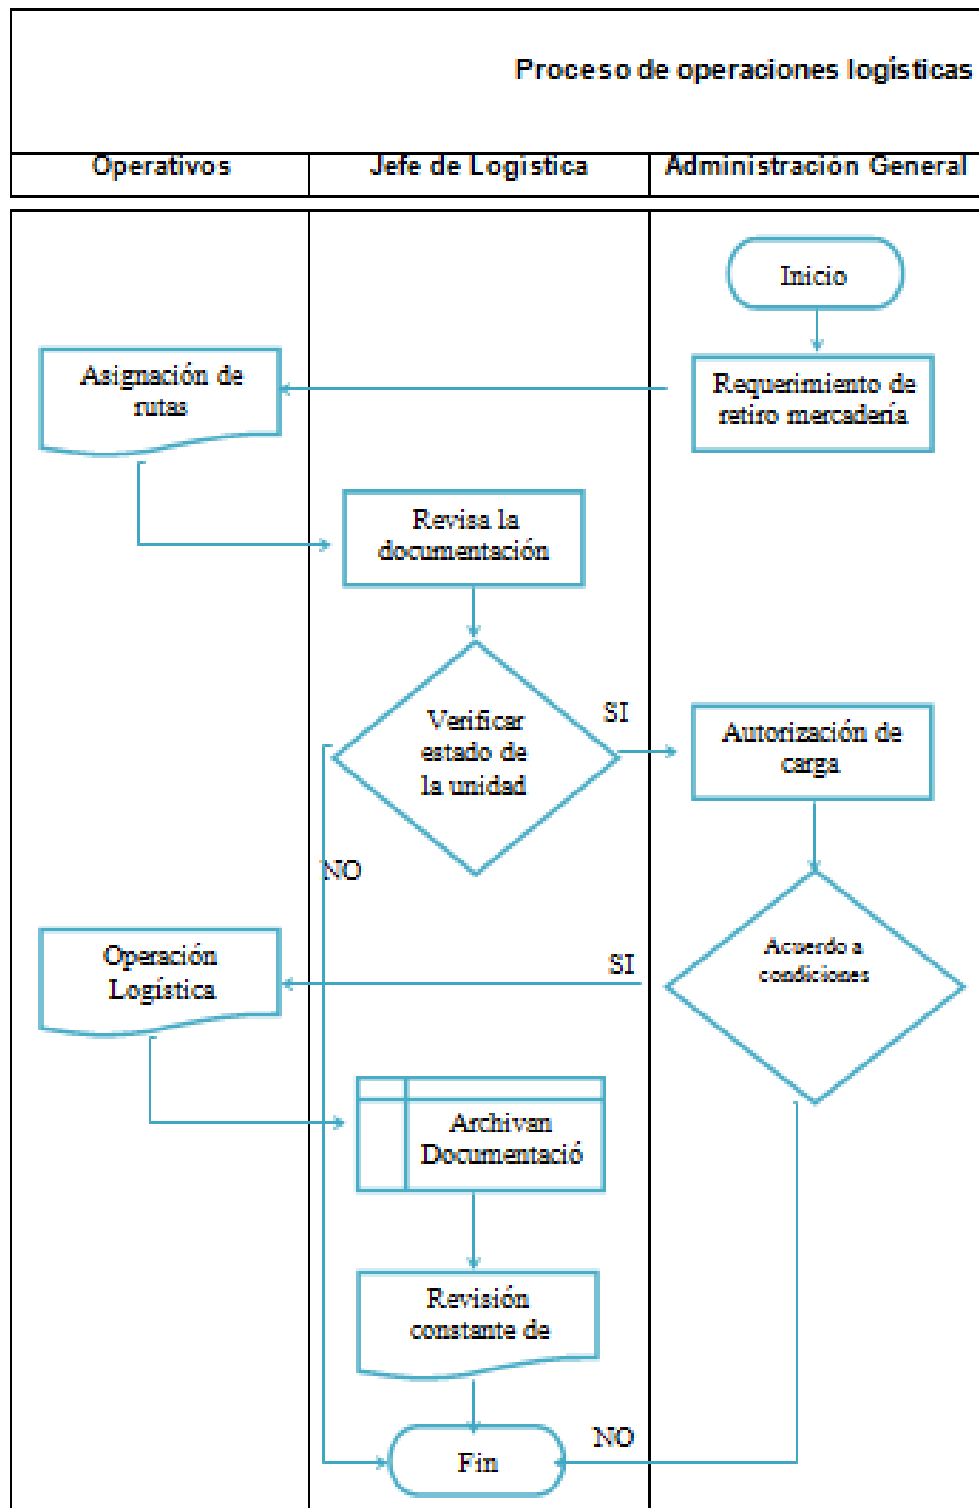 Proceso de operaciones logísticas
Operativos
Jefe de Logística
Administración General
Inicio
Asignación de
rutas
Requerimiento de
retiro mercadería
Revisa la
documentación
Verificar
estado de
la unidad
SI
Autorización de
carga
NO
Operación
Logística
SI
Acuerdo a
condiciones
Archivan
Documentació
Revisión
constante de
Fin
NO